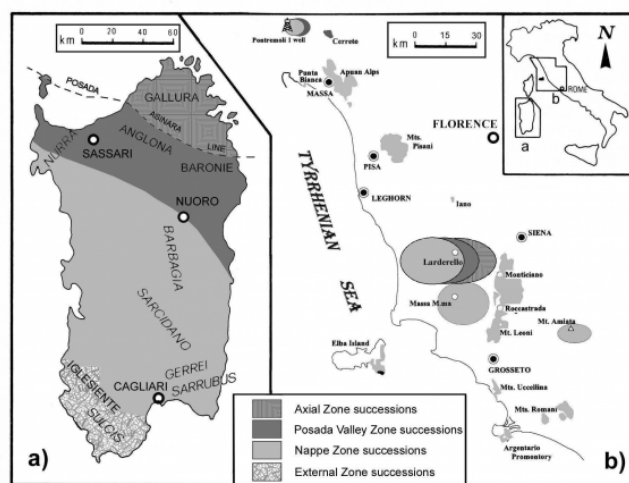 a)
km
0 20 40 60
POSADA
ASINARA
LINE
GALLURA
ANGLONA
NURRA
SASSARI
BARONIE
NUORO
BARBAGIA
SARCIDANO
GERREI
SARRUBUS
CAGLIARI
IGLESIENTE
SULCIS
Pontremoli 1 well
Cerreto
km
0 15 30
Punta
Bianca
Apuan Alps
MASSA
FLORENCE
Mts.
Pisani
PISA
LEGHORN
Iano
TYRRHENIAN
SEA
SIENA
Larderello
Monticiano
Massa M.ma
Roccastrada
Mt. Amiata
Mt. Leoni
Elba Island
GROSSETO
Mts. Uccellina
Mts. Romani
Argentario
Promontory
N
ROME
b
a
Axial Zone successions
Posada Valley Zone successions
Nappe Zone successions
External Zone successions
b)